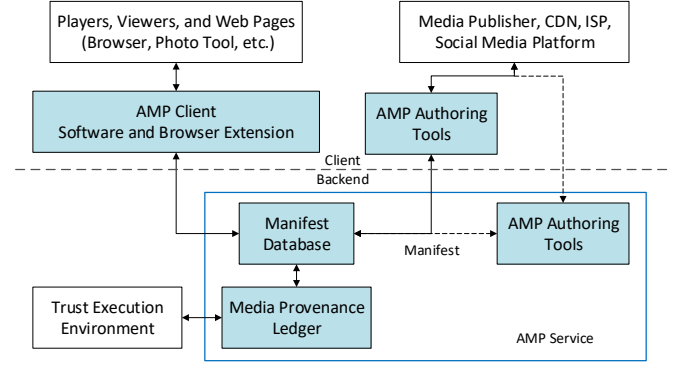 Players, Viewers, and Web Pages
(Browser, Photo Tool, etc.)
Media Publisher, CDN, ISP,
Social Media Platform
AMP Client
Software and Browser Extension
AMP Authoring
Tools
Client
Backend
Manifest
Database
AMP Authoring
Tools
Manifest
Trust Execution
Environment
Media Provenance
Ledger
AMP Service